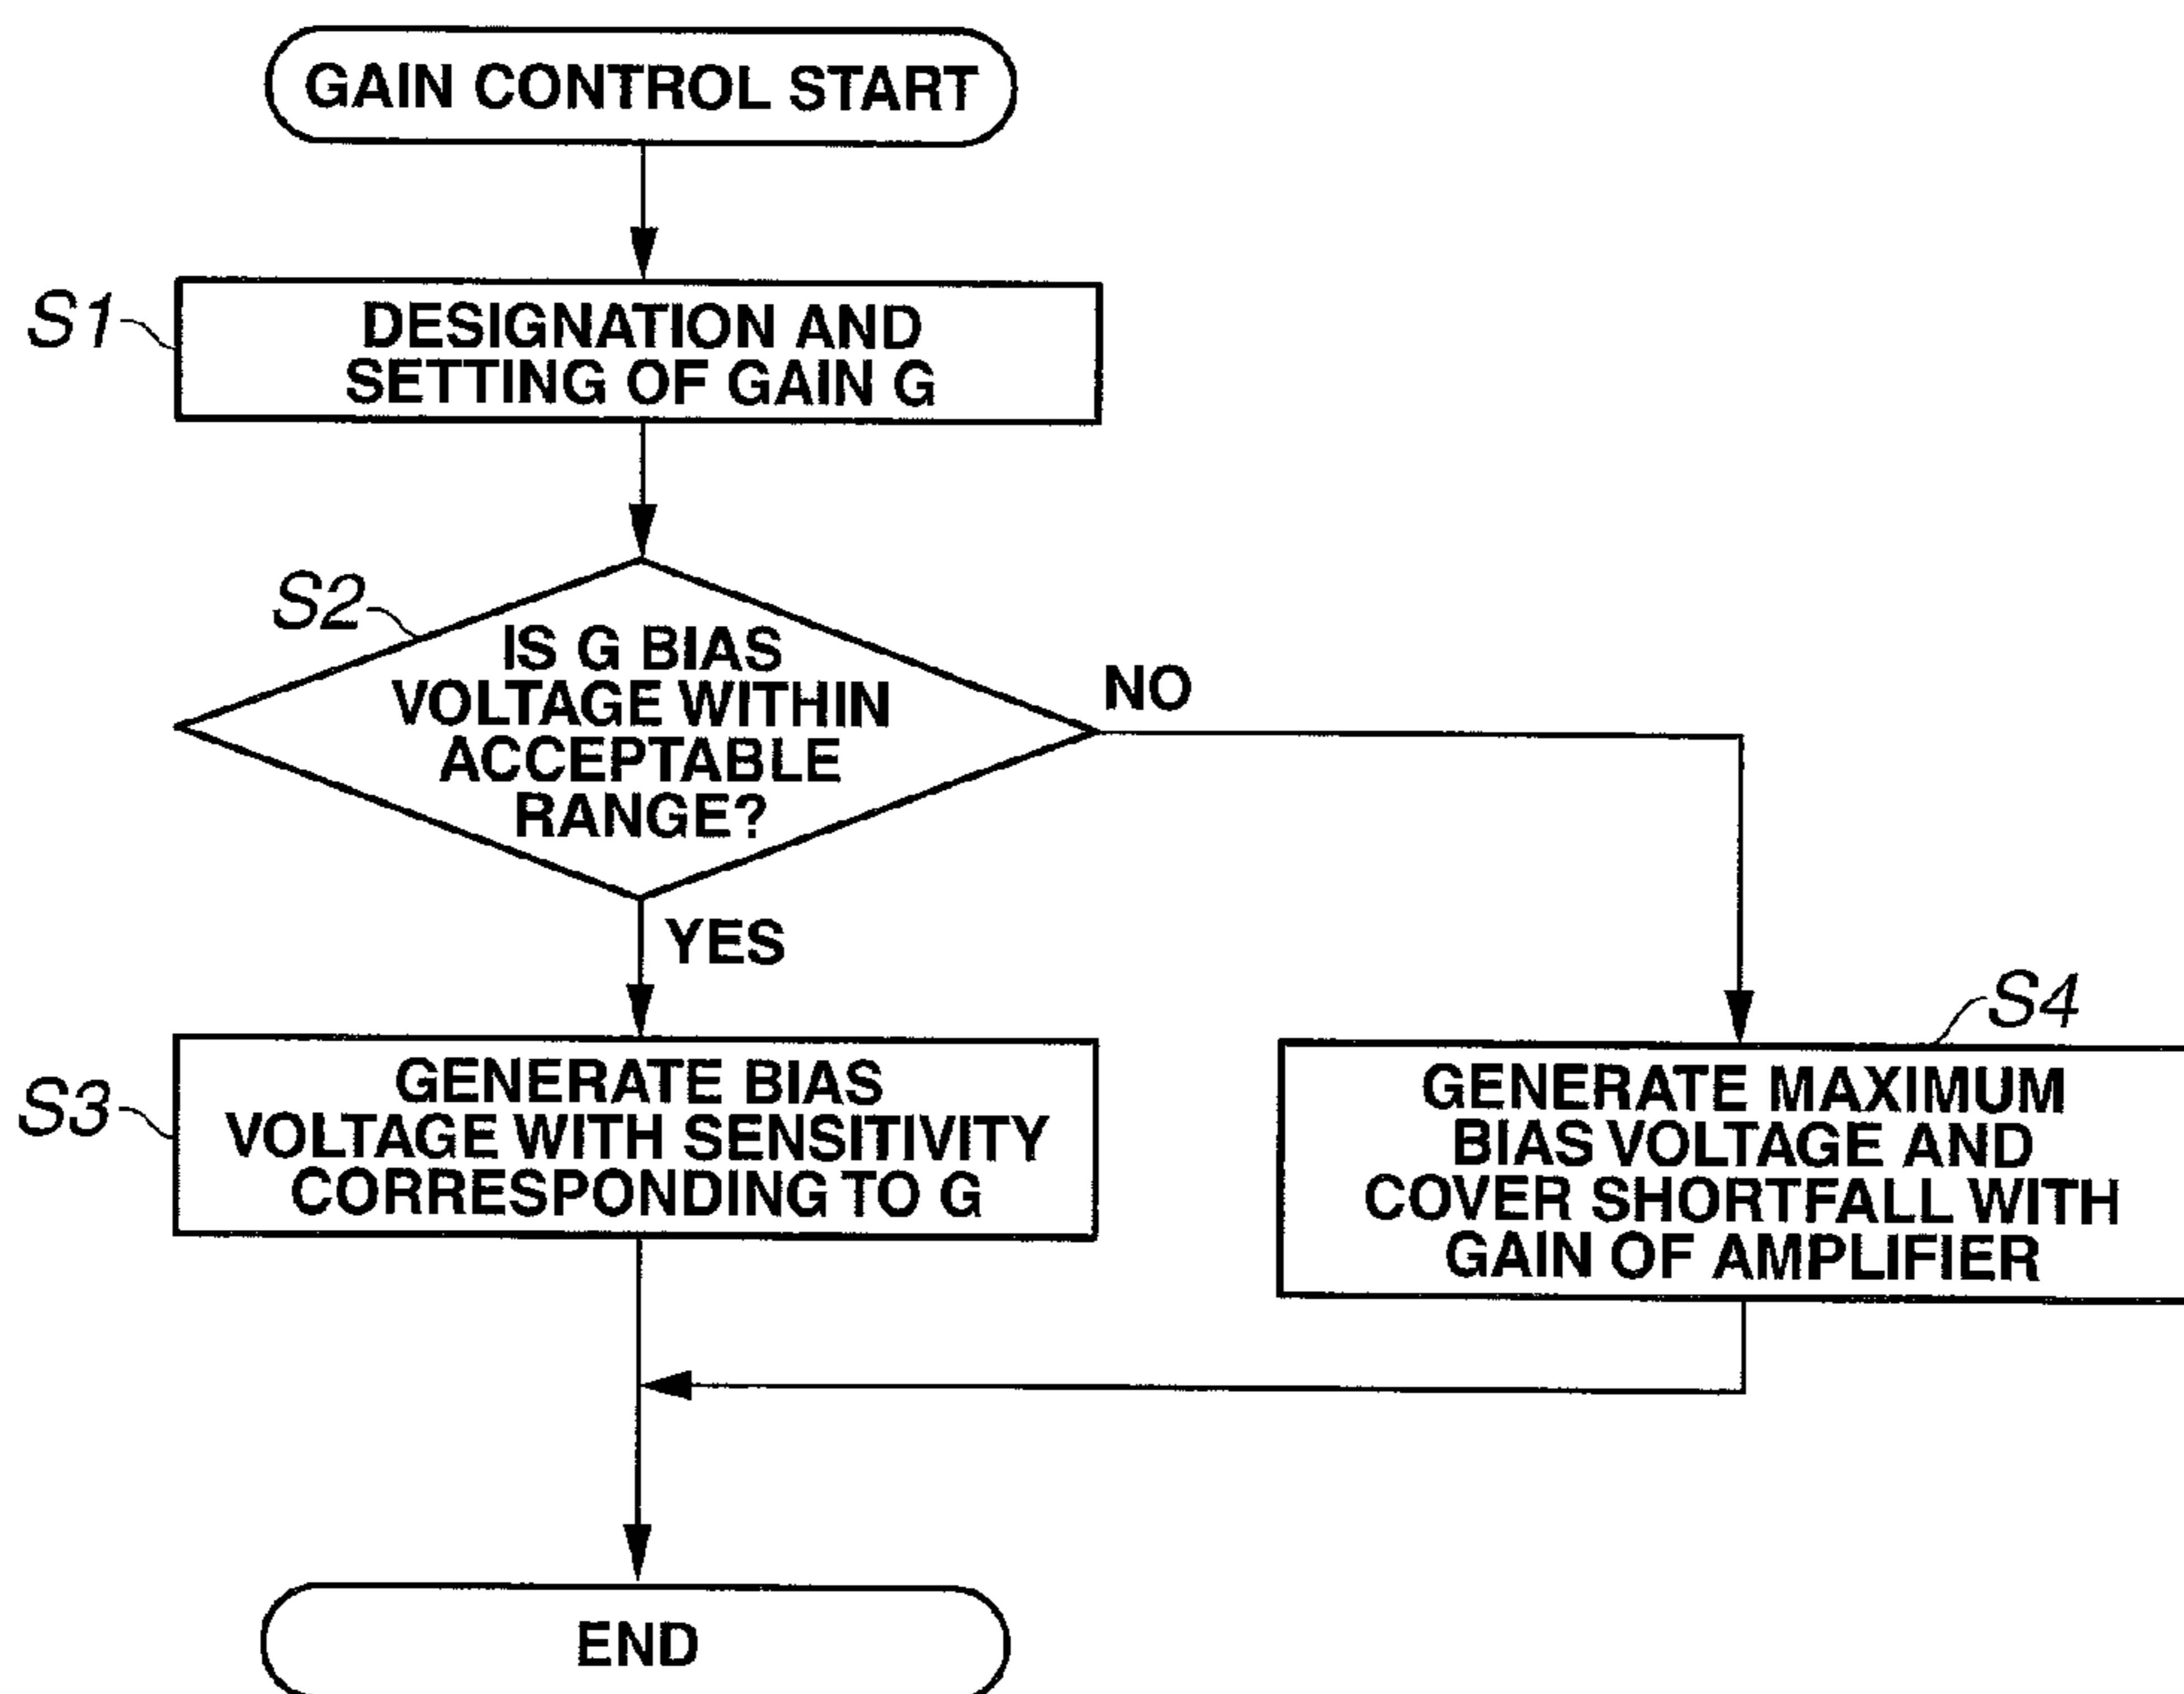 GAIN CONTROL START
S1
DESIGNATION AND
SETTING OF GAIN G
S2
IS G BIAS
VOLTAGE WITHIN
ACCEPTABLE
RANGE?
NO
YES
S3
GENERATE BIAS
VOLTAGE WITH SENSITIVITY
CORRESPONDING TO G
S4
GENERATE MAXIMUM
BIAS VOLTAGE AND
COVER SHORTFALL WITH
GAIN OF AMPLIFIER
END